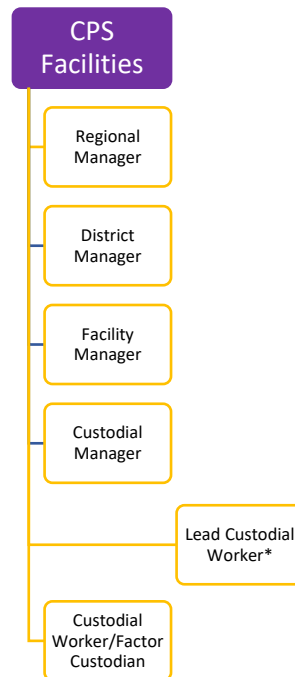 CPS
Facilities
Regional
Manager
District
Manager
Facility
Manager
Custodial
Manager
Lead Custodial
Worker*
Custodial
Worker/Factor
Custodian